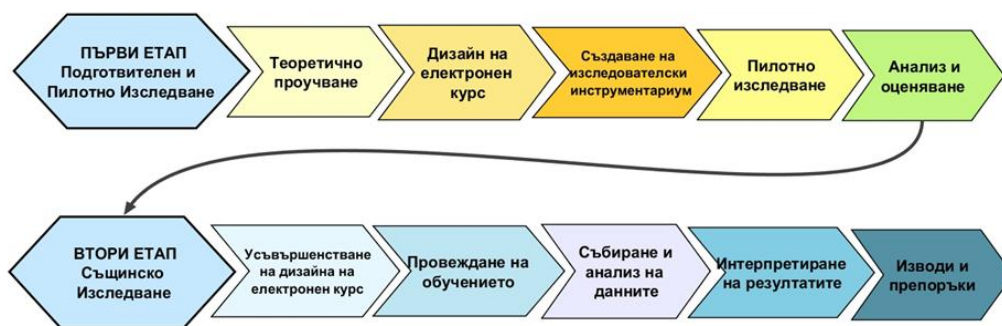 ПЪРВИ ЕТАП
Подготвителен и
Пилотно Изследване
Теоретично
проучване
Дизайн на
електронен
курс
Създаване на
изследователски
инструментариум
Пилотно
изследване
Анализ и
оценяване
ВТОРИ ЕТАП
Същинско
Изследване
Усъвършенстване
на дизайна на
електронен курс
Провеждане на
обучението
Събиране и
анализ на
данните
Интерпретиране
на резултатите
Изводи и
препоръки